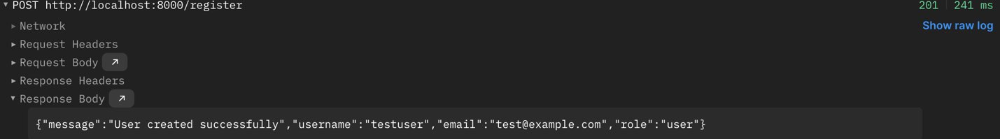 POST http://localhost:8000/register 201 241 ms
Network Show raw log
Request Headers
Request Body
Response Headers
Response Body
{"message":"User created successfully","username":"testuser","email":"test@example.com","role":"user"}